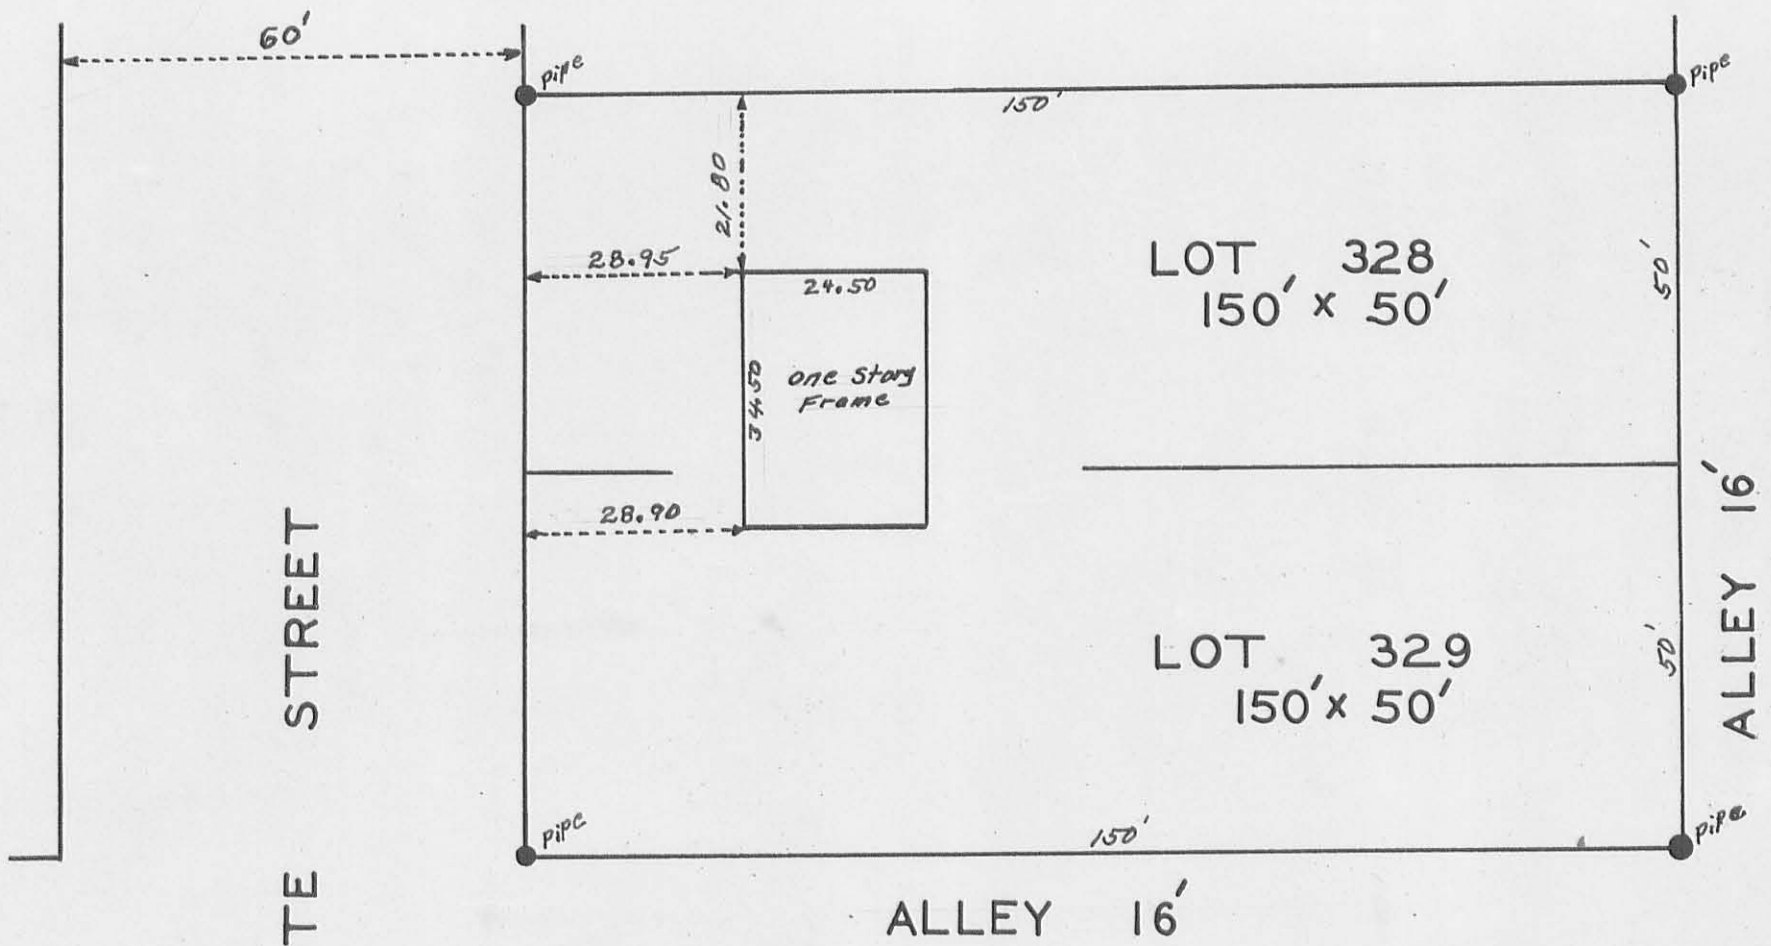 60'
pipe
pipe
150'
21.80
28.95
24.50
LOT 328
150' x 50'
50'
34.50
one Story
Frame
28.90
STREET
ALLEY 16'
LOT 329
150' x 50'
50'
pipe
150'
pipe
TE
ALLEY 16'